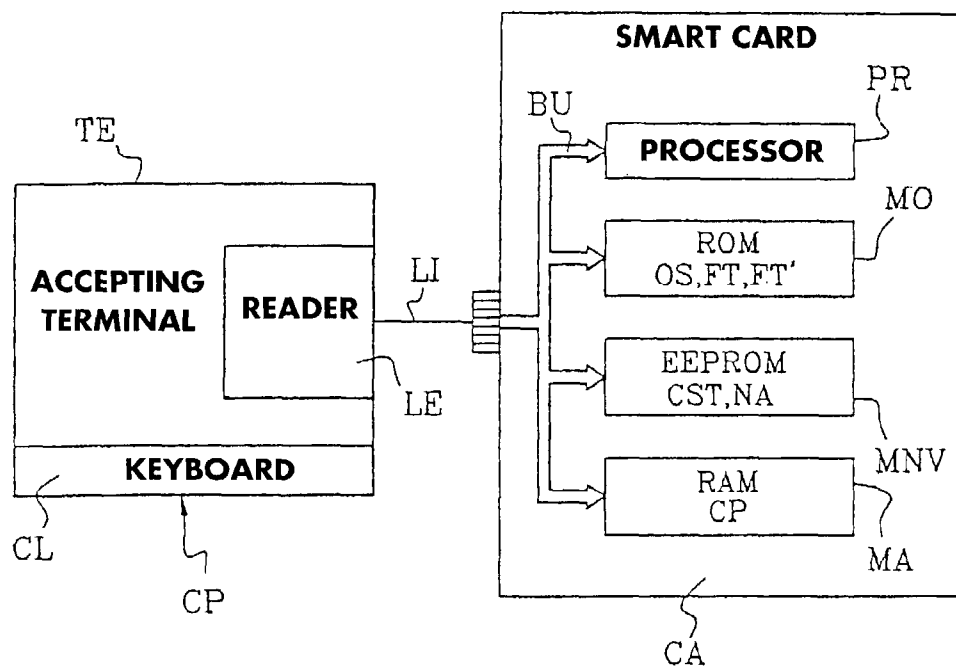 SMART CARD
PR
BU
TE
PROCESSOR
MO
ROM
OS,FT,FT'
ACCEPTING
TERMINAL
READER
LI
EEPROM
CST,NA
LE
MNV
KEYBOARD
RAM
CP
CL
CP
MA
CA